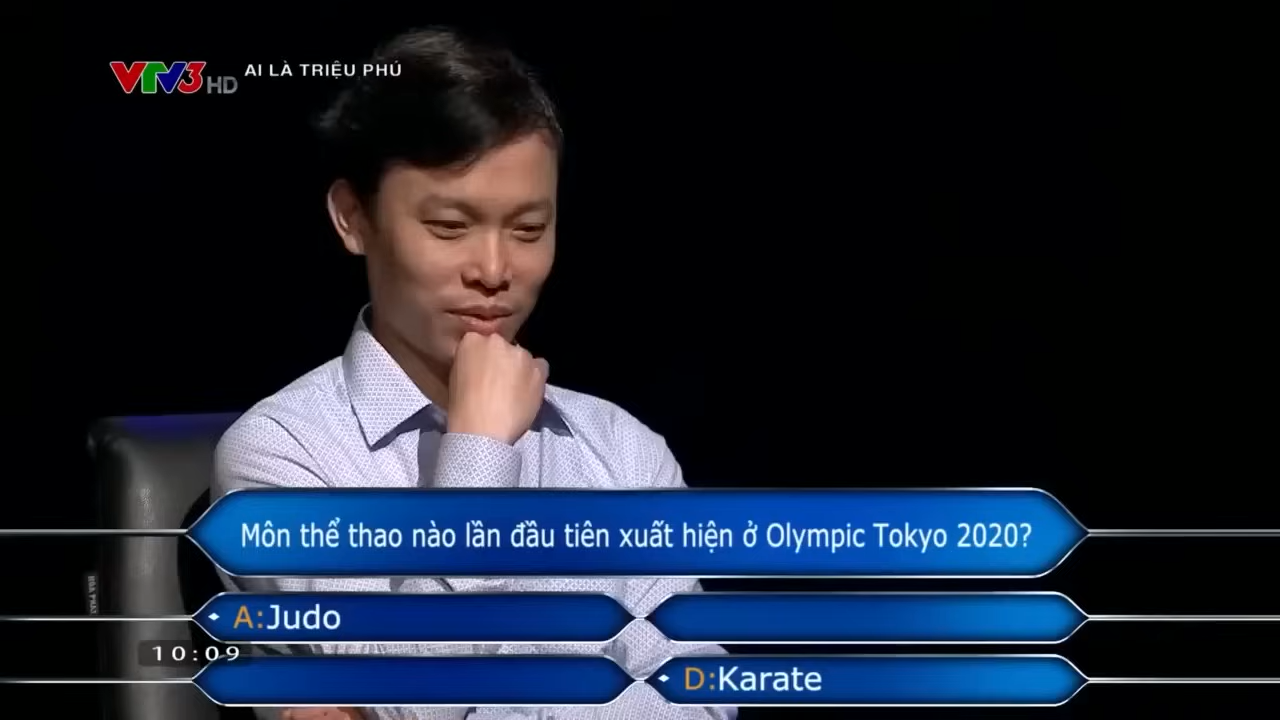 VTV3 HD
AI LÀ TRIỆU PHÚ
Môn thể thao nào lần đầu tiên xuất hiện ở Olympic Tokyo 2020?
A:Judo
10:09
D:Karate